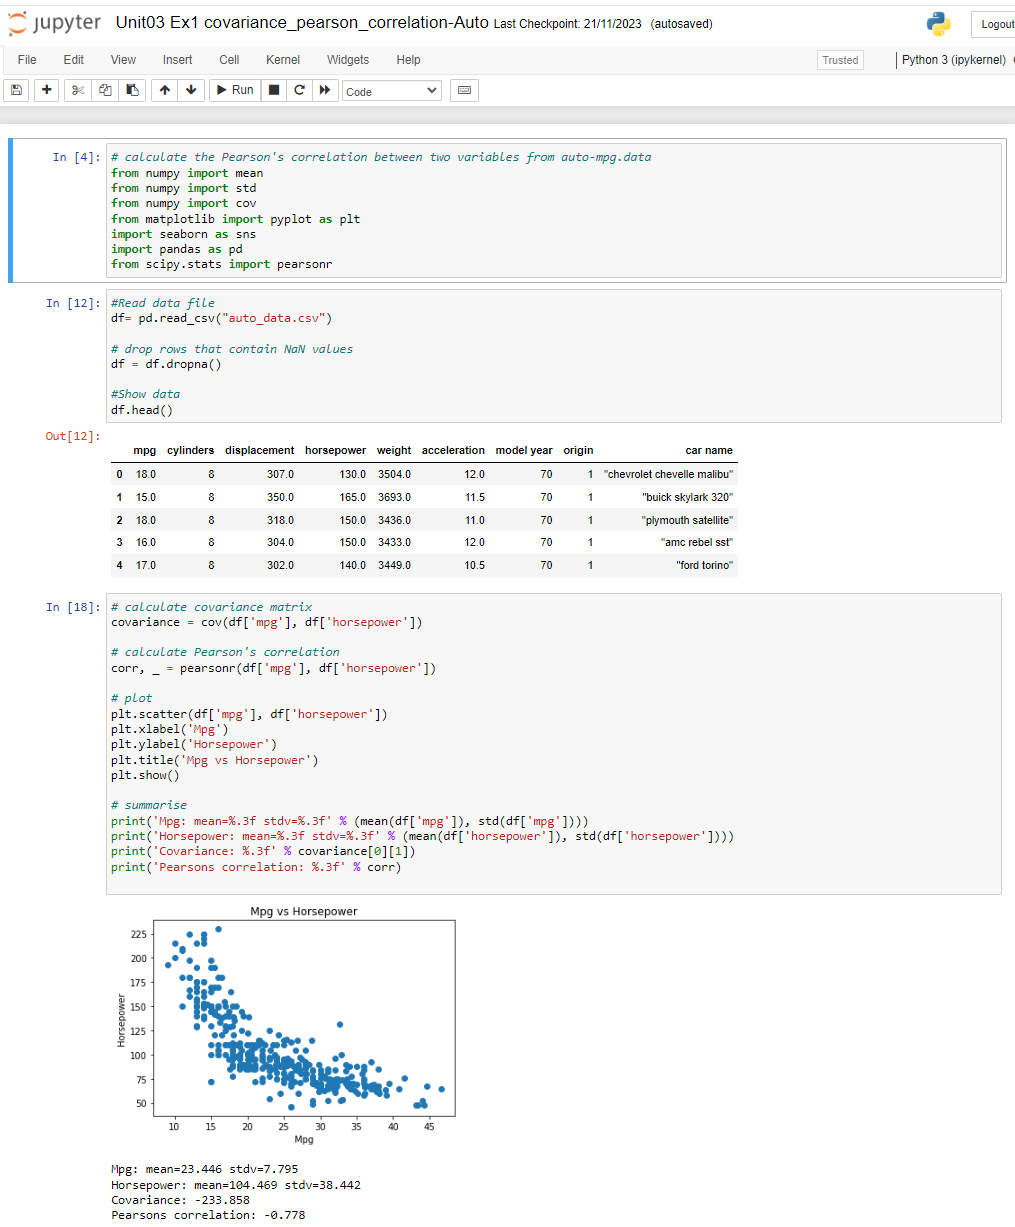 jupyter Unit03 Ex1 covariance_pearson_correlation-Auto Last Checkpoint: 21/11/2023 (autosaved) Logout
File Edit View Insert Cell Kernel Widgets Help Trusted Python 3 (ipykernel)
Run Code
In [4]: # calculate the Pearson's correlation between two variables from auto-mpg.data
from numpy import mean
from numpy import std
from numpy import cov
from matplotlib import pyplot as plt
import seaborn as sns
import pandas as pd
from scipy.stats import pearsonr
In [12]: #Read data file
df= pd.read_csv("auto_data.csv")
# drop rows that contain NaN values
df = df.dropna()
#Show data
df.head()
Out[12]:
mpg cylinders displacement horsepower weight acceleration model year origin car name
0 18.0 8 307.0 130.0 3504.0 12.0 70 1 "chevrolet chevelle malibu"
1 15.0 8 350.0 165.0 3693.0 11.5 70 1 "buick skylark 320"
2 18.0 8 318.0 150.0 3436.0 11.0 70 1 "plymouth satellite"
3 16.0 8 304.0 150.0 3433.0 12.0 70 1 "amc rebel sst"
4 17.0 8 302.0 140.0 3449.0 10.5 70 1 "ford torino"
In [18]: # calculate covariance matrix
covariance = cov(df['mpg'], df['horsepower'])
# calculate Pearson's correlation
corr, _ = pearsonr(df['mpg'], df['horsepower'])
# plot
plt.scatter(df['mpg'], df['horsepower'])
plt.xlabel('Mpg')
plt.ylabel('Horsepower')
plt.title('Mpg vs Horsepower')
plt.show()
# summarise
print('Mpg: mean=%.3f stdv=%.3f' % (mean(df['mpg']), std(df['mpg'])))
print('Horsepower: mean=%.3f stdv=%.3f' % (mean(df['horsepower']), std(df['horsepower'])))
print('Covariance: %.3f' % covariance[0][1])
print('Pearsons correlation: %.3f' % corr)
Mpg vs Horsepower
225
200
175
150
125
100
75
50
Horsepower
10 15 20 25 30 35 40 45
Mpg
Mpg: mean=23.446 stdv=7.795
Horsepower: mean=104.469 stdv=38.442
Covariance: -233.858
Pearsons correlation: -0.778